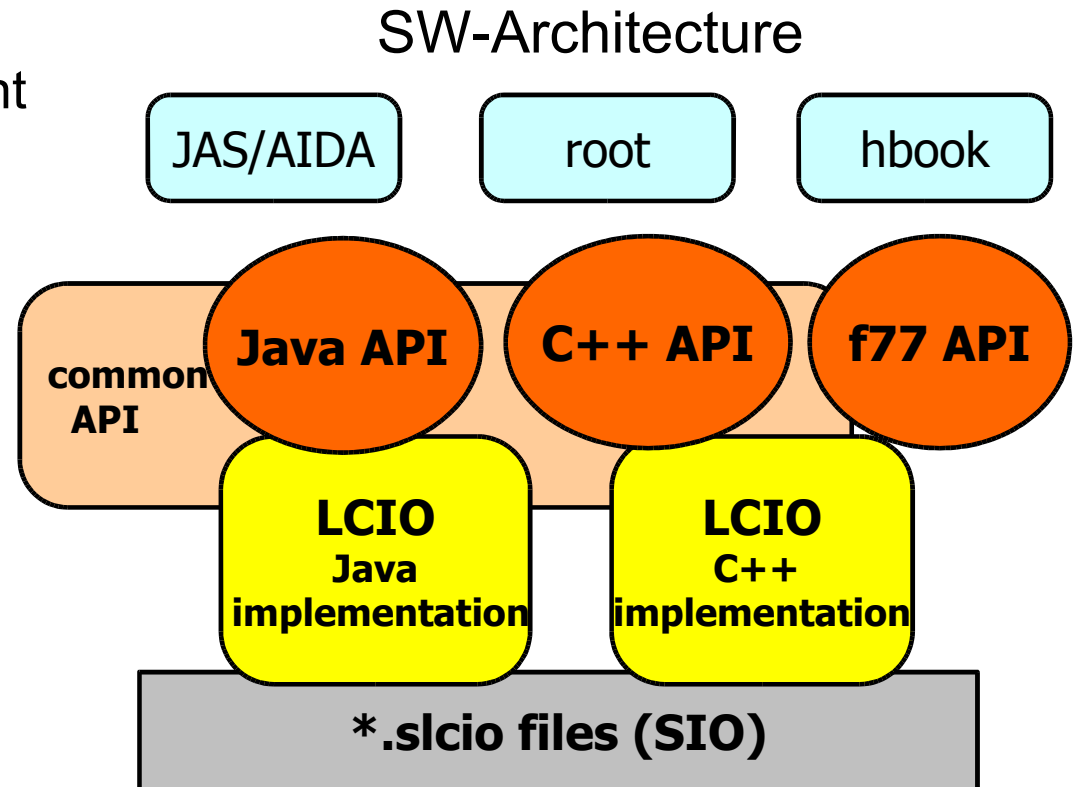 SW-Architecture
nt
JAS/AIDA
root
hbook
Java API
C++ API
f77 API
common
API
LCIO
Java
implementation
LCIO
C++
implementation
*.slcio files (SIO)